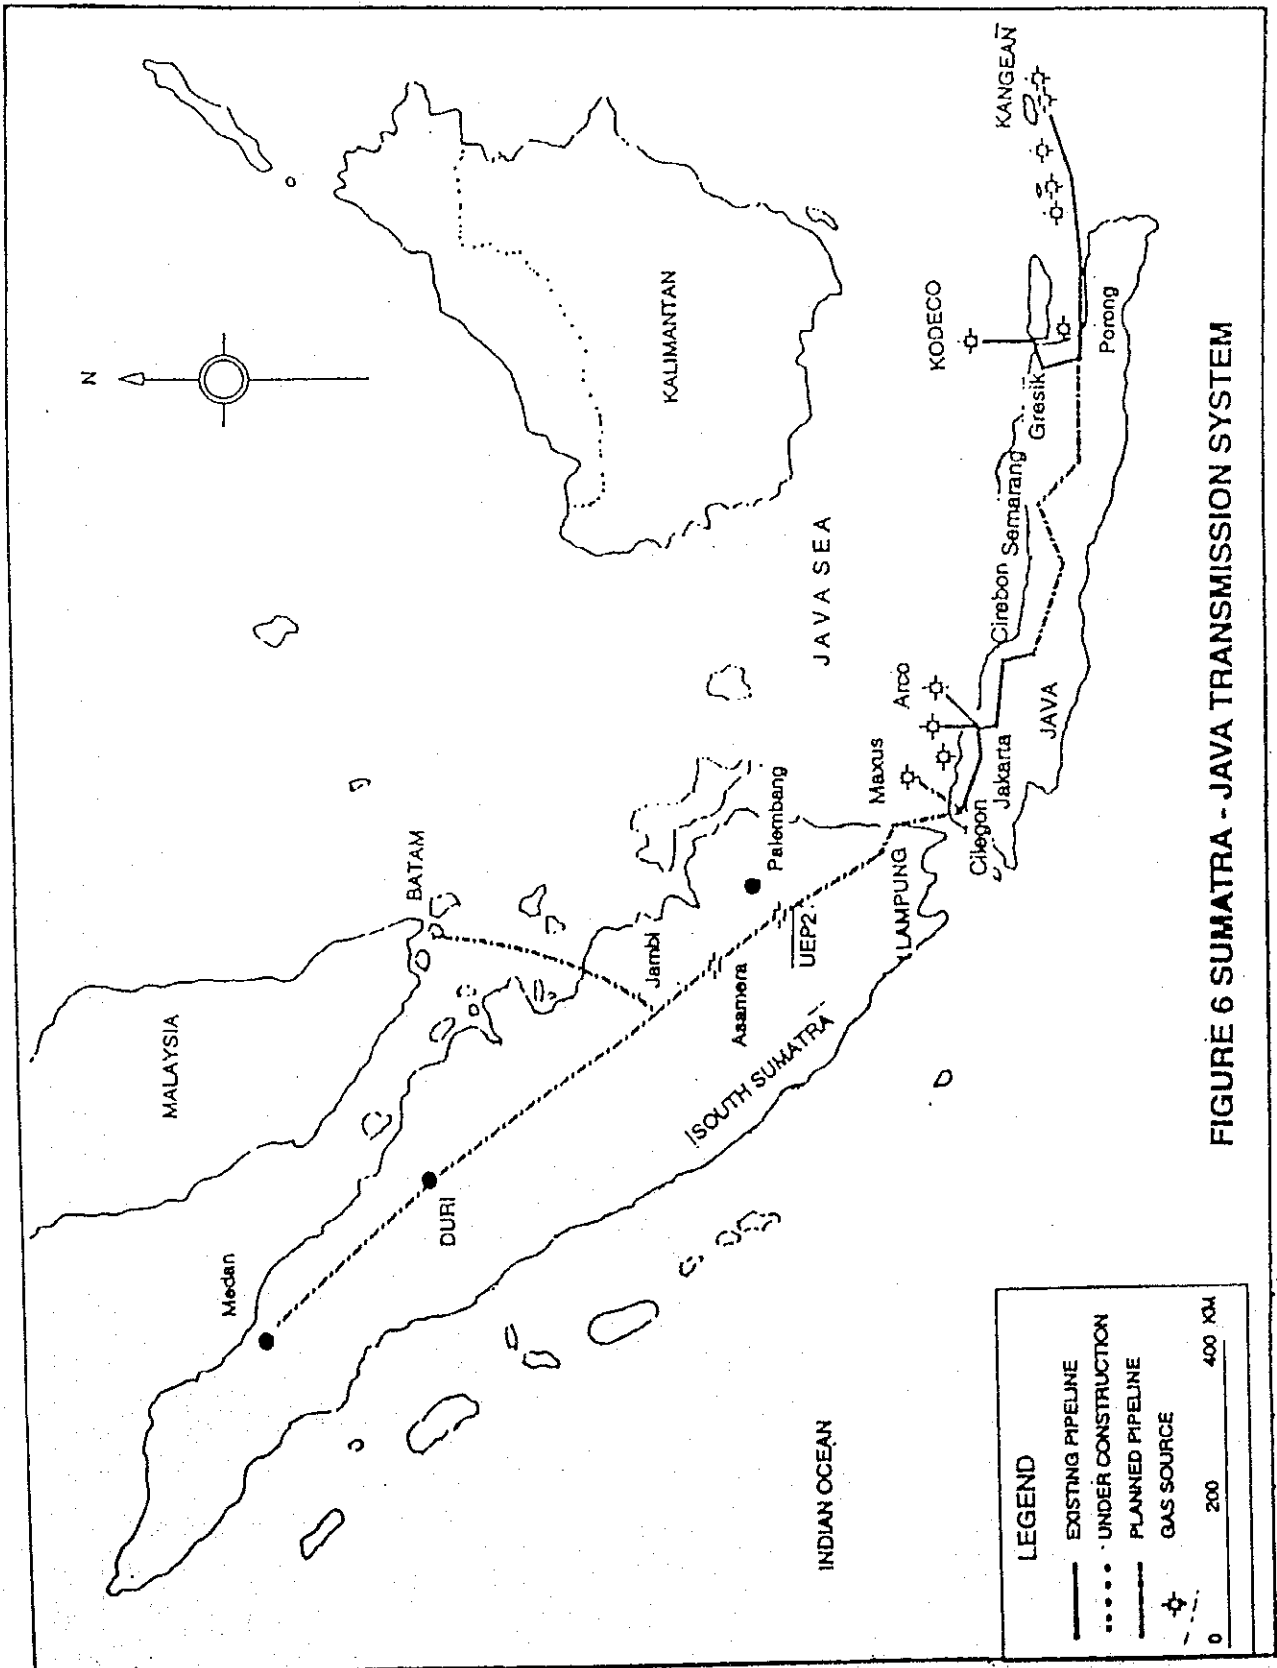 N
MALAYSIA
BATAM
Medan
DURI
Jambi
KALIMANTAN
Asamera
Palembang
UEP2
SOUTH SUMATRA
JAVA SEA
LAMPUNG
Maxus
Arco
KODECO
KANGEAN
Cilegon
Jakarta
Cirebon
Semarang
Gresik
Porong
JAVA
INDIAN OCEAN
LEGEND
EXISTING PIPELINE
UNDER CONSTRUCTION
PLANNED PIPELINE
GAS SOURCE
0 200 400 KM
FIGURE 6 SUMATRA - JAVA TRANSMISSION SYSTEM